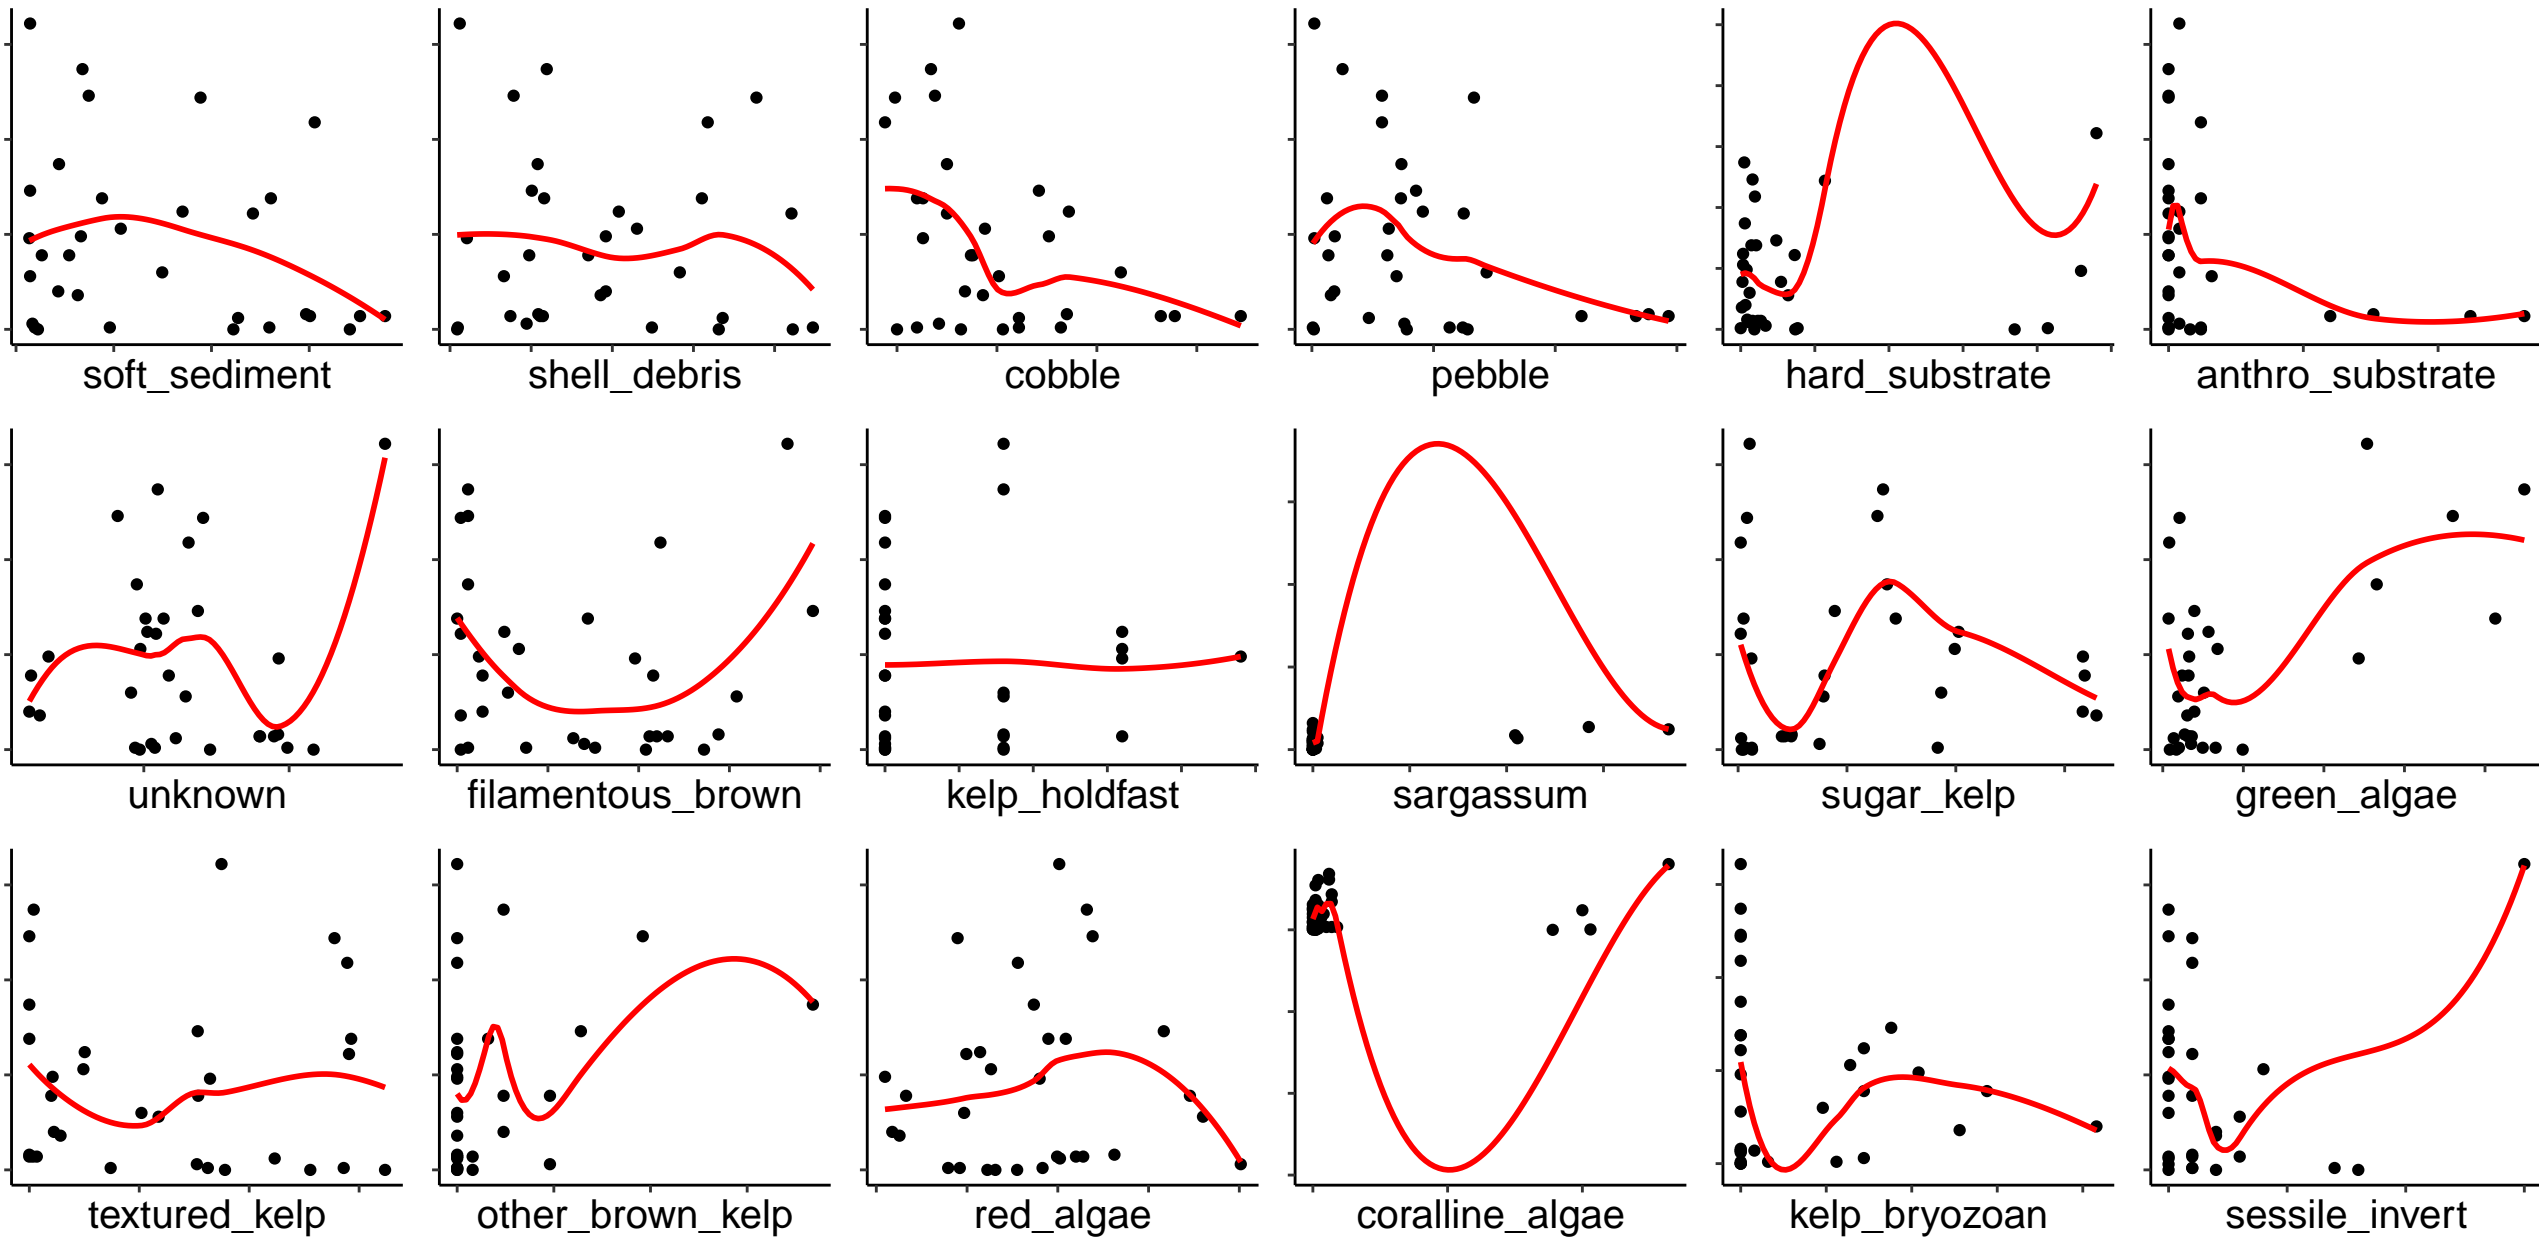 soft_sediment
shell_debris
cobble
pebble
hard_substrate
anthro_substrate
unknown
filamentous_brown
kelp_holdfast
sargassum
sugar_kelp
green_algae
textured_kelp
other_brown_kelp
red_algae
coralline_algae
kelp_bryozoan
sessile_invert